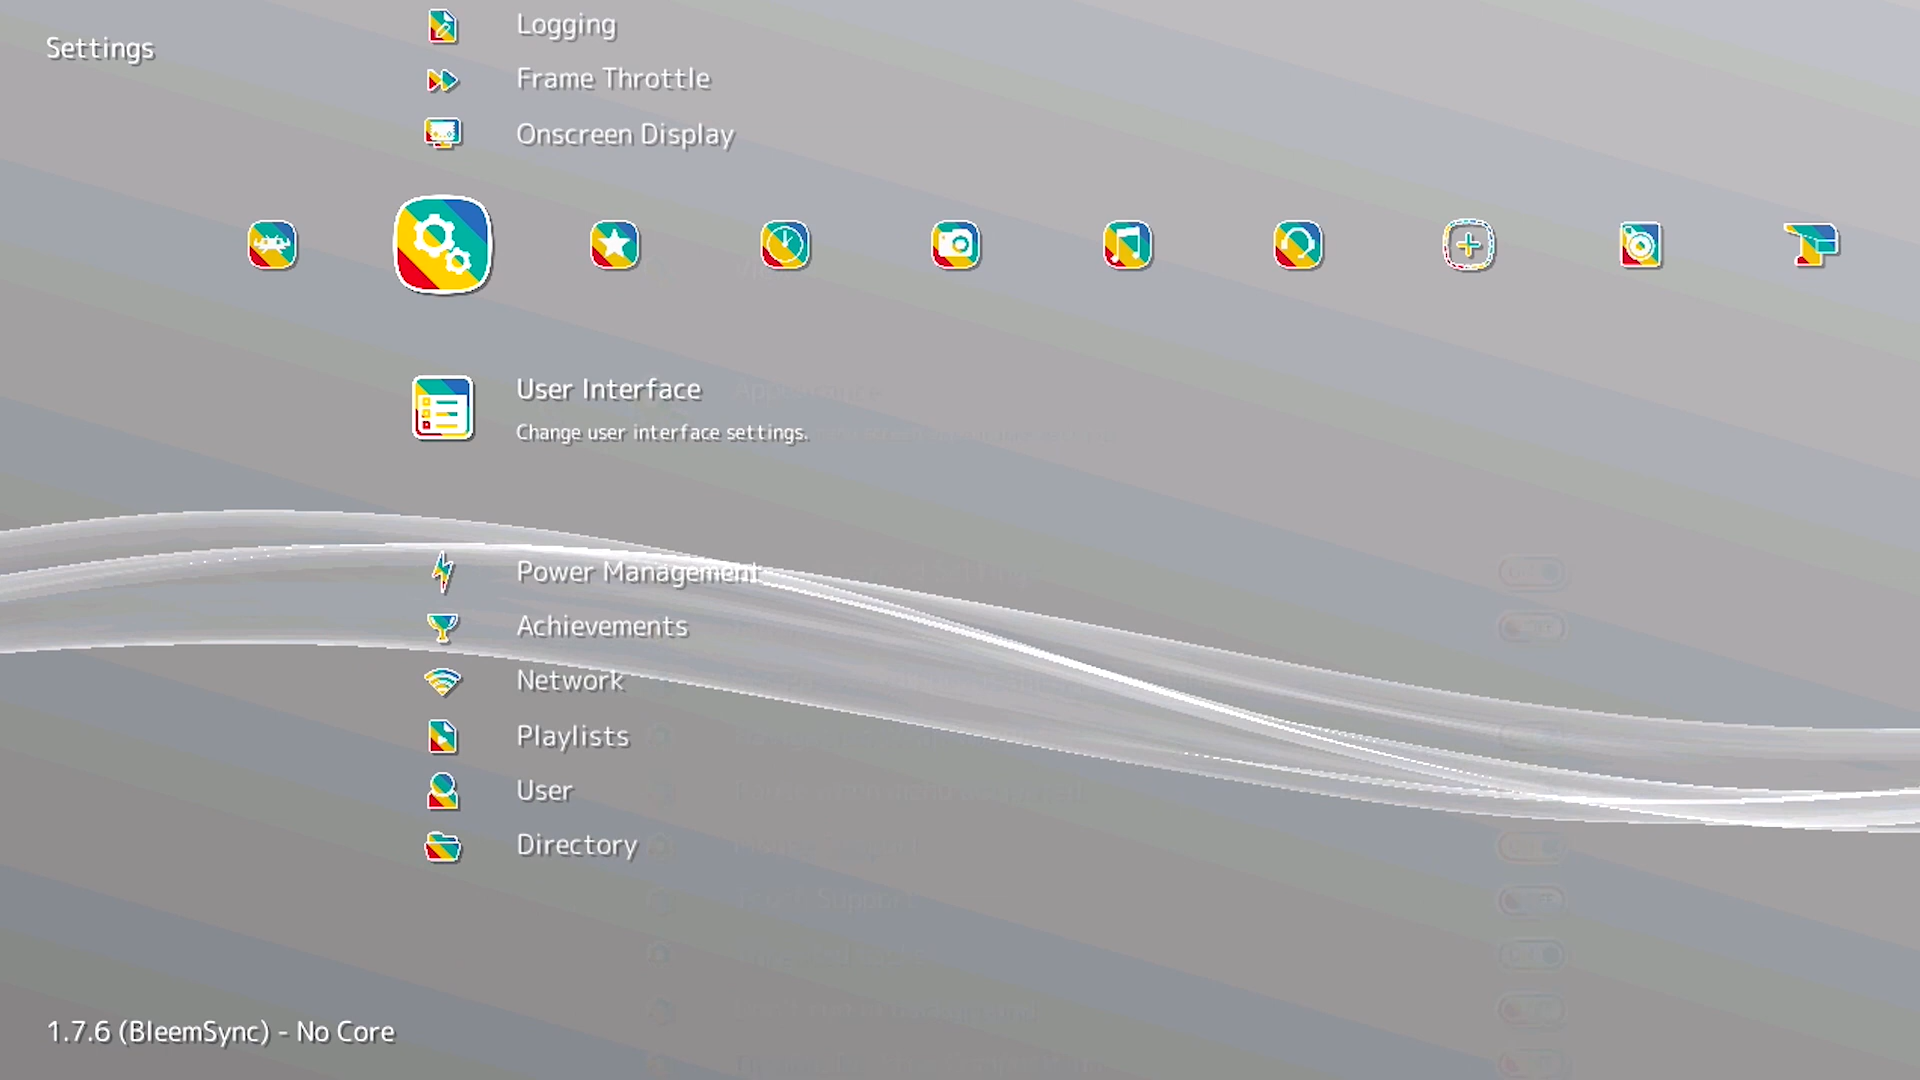 Settings
Logging
Frame Throttle
Onscreen Display
User Interface
Change user interface settings.
Power Management
Achievements
Network
Playlists
User
Directory
1.7.6 (BleemSync) - No Core